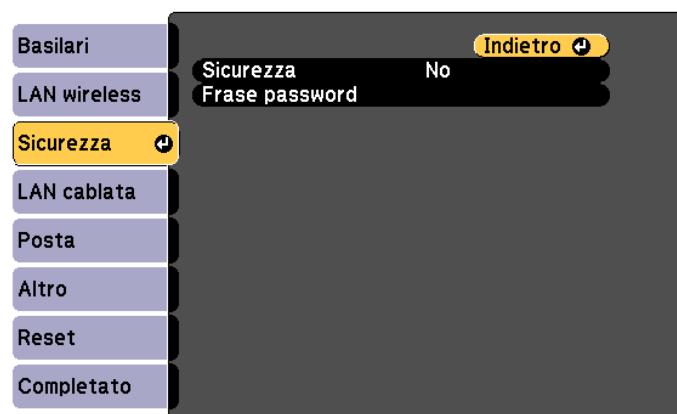 Basilari
LAN wireless
Sicurezza
LAN cablata
Posta
Altro
Reset
Completato
Indietro
Sicurezza No
Frase password